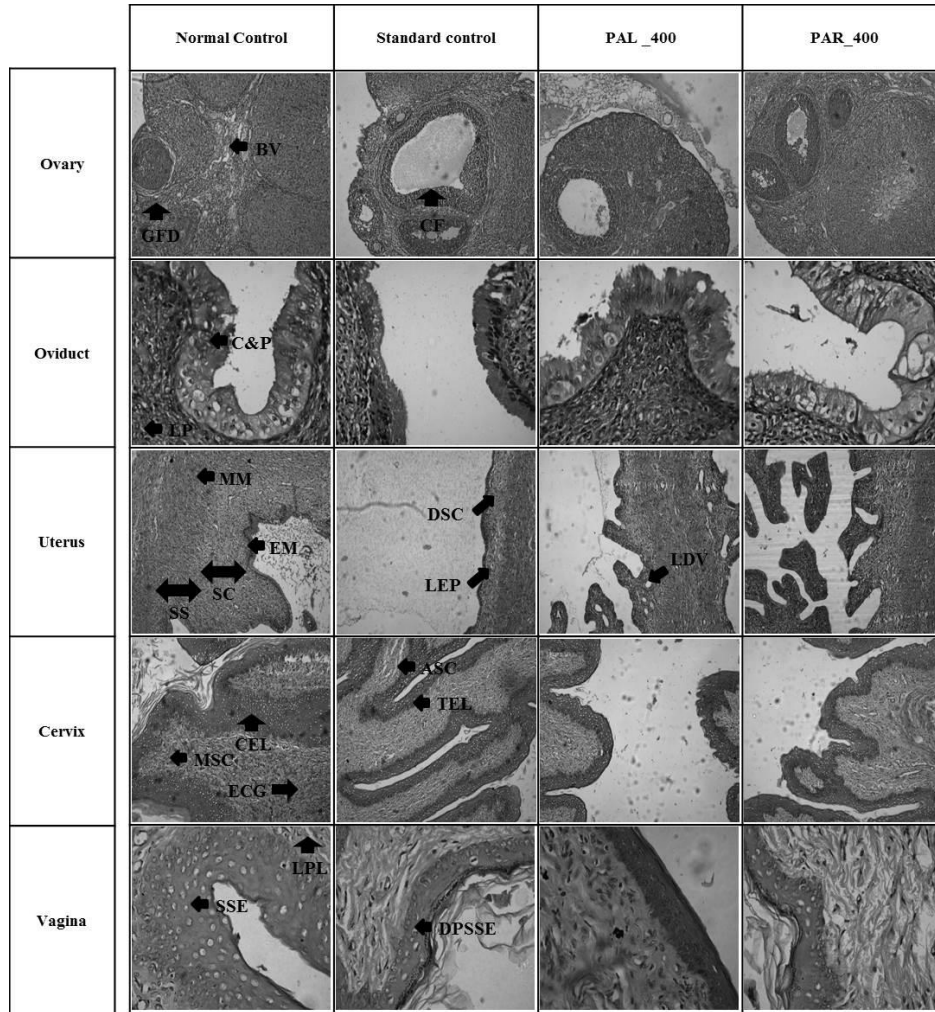 Normal Control
Standard control
PAL _400
PAR_400
Ovary
BV
GFD
CF
Oviduct
C&P
LP
Uterus
MM
EM
SS
SC
DSC
LEP
LDV
Cervix
CEL
MSC
ECG
ASC
TEL
Vagina
LPL
SSE
DPSSE